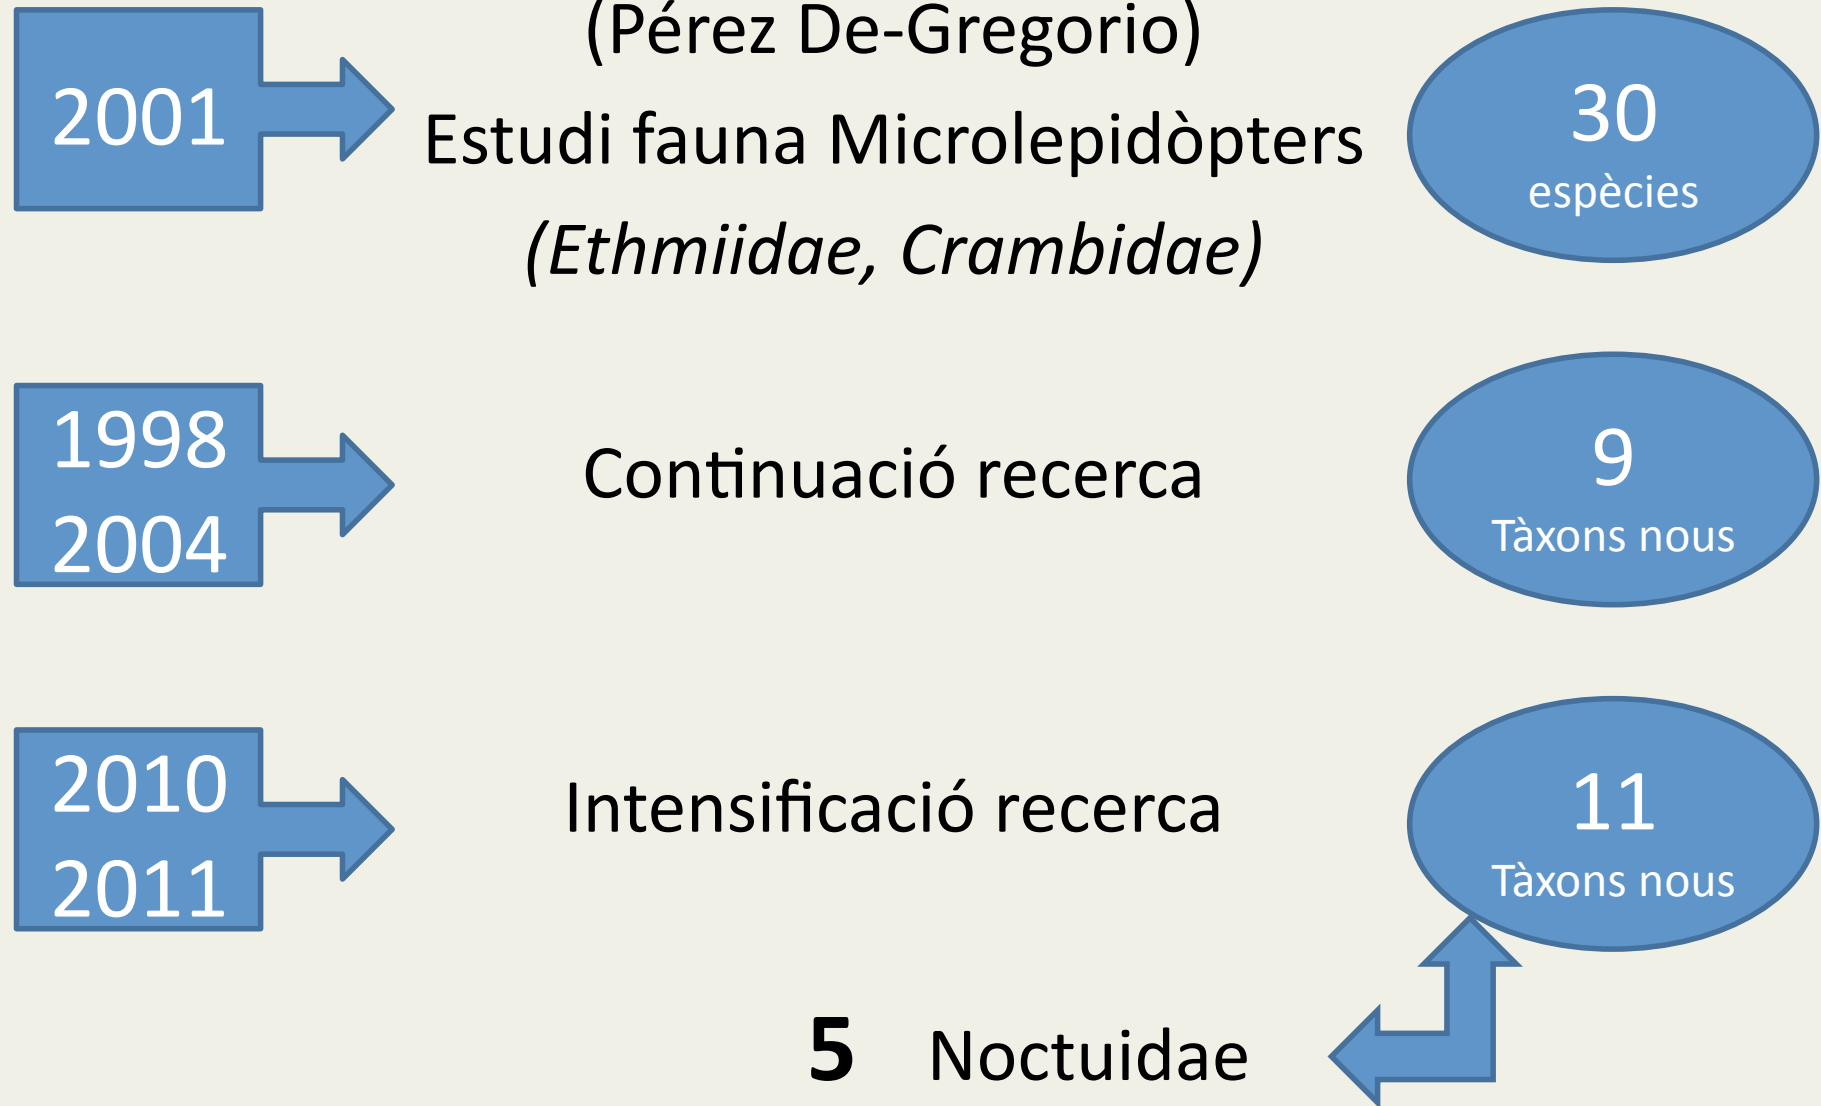 2001
(Pérez De-Gregorio)
Estudi fauna Microlepidòpters
(Ethmiidae, Crambidae)
30
espècies
1998
2004
Continuació recerca
9
Tàxons nous
2010
2011
Intensificació recerca
11
Tàxons nous
5 Noctuidae